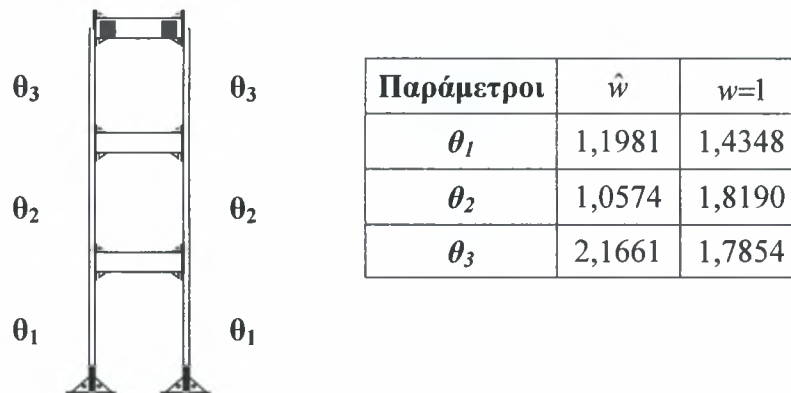 θ3 θ3
θ2 θ2
θ1 θ1
Παράμετροι ŵ w=1
θ1 1,1981 1,4348
θ2 1,0574 1,8190
θ3 2,1661 1,7854